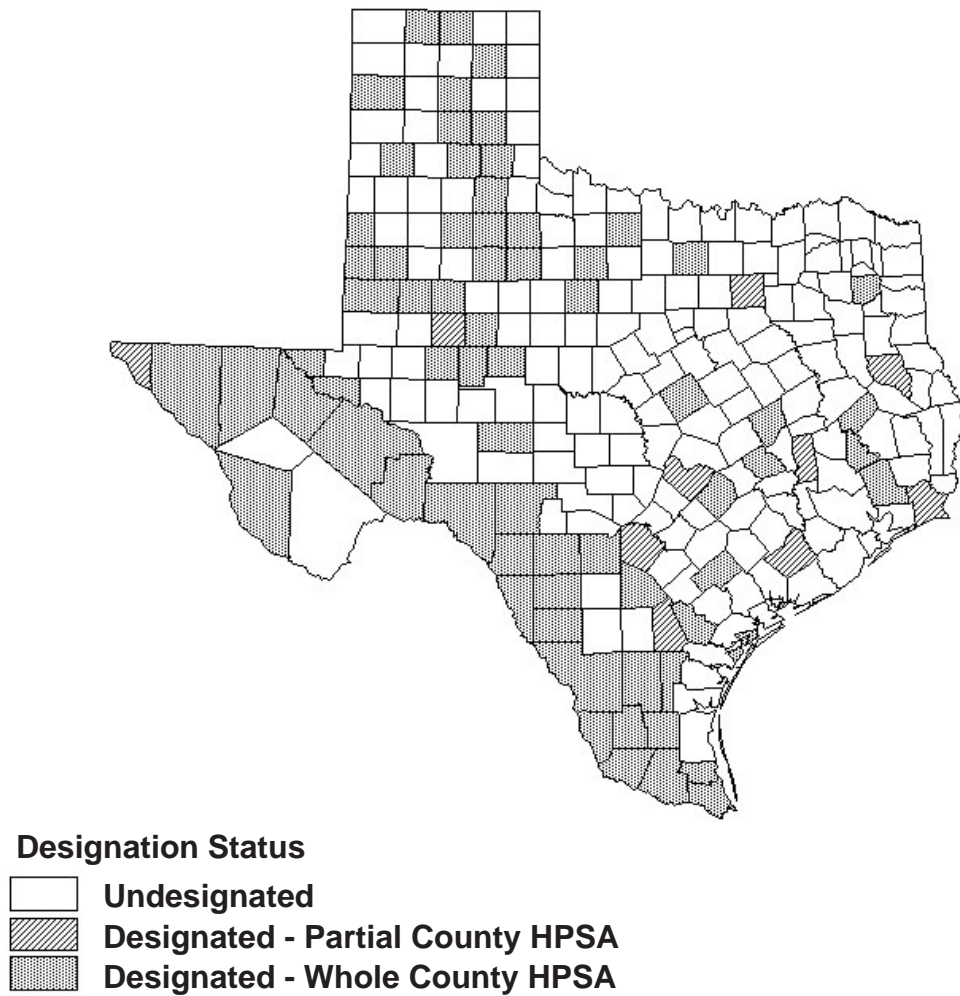 Designation Status
Undesignated
Designated - Partial County HPSA
Designated - Whole County HPSA